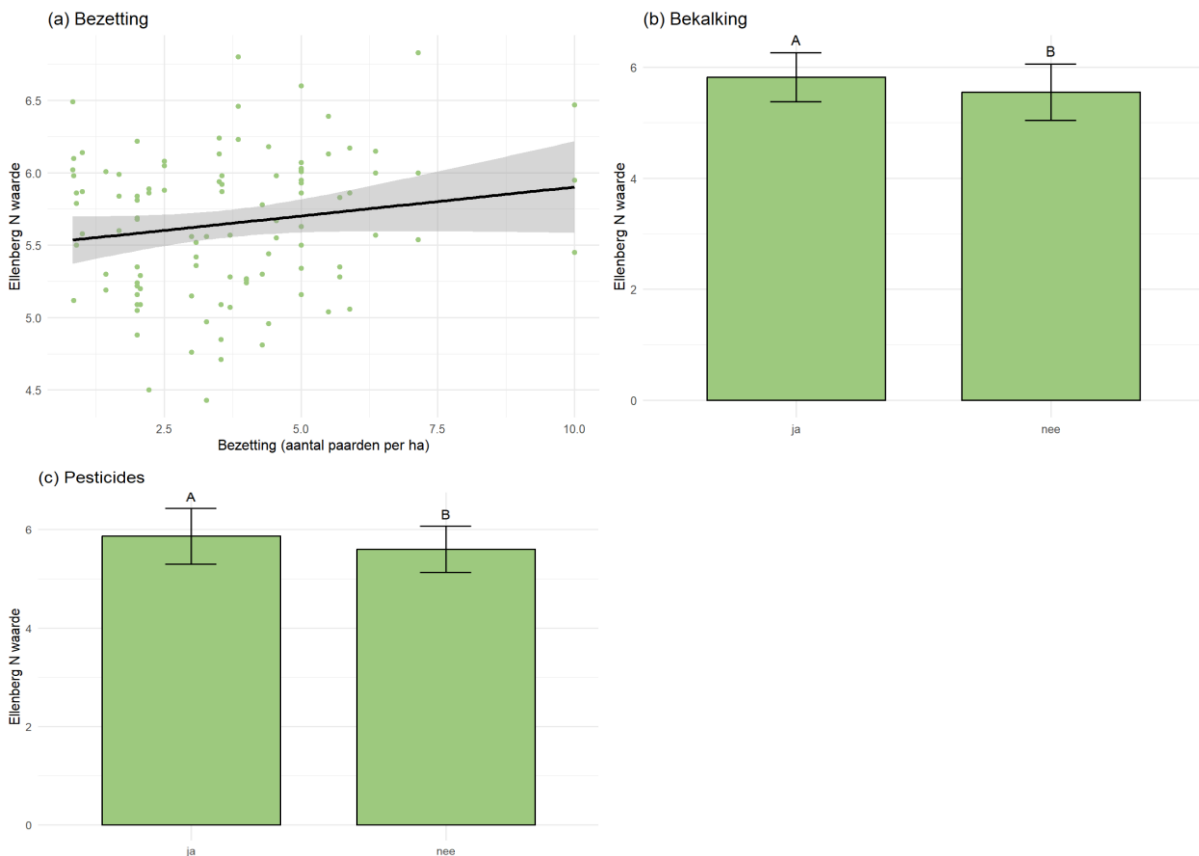 (a) Bezetting
Ellenberg N waarde
6.5
6.0
5.5
5.0
4.5
2.5
5.0
7.5
10.0
Bezetting (aantal paarden per ha)
(b) Bekalking
Ellenberg N waarde
6
4
2
0
A
B
ja
nee
(c) Pesticides
Ellenberg N waarde
6
4
2
0
A
B
ja
nee